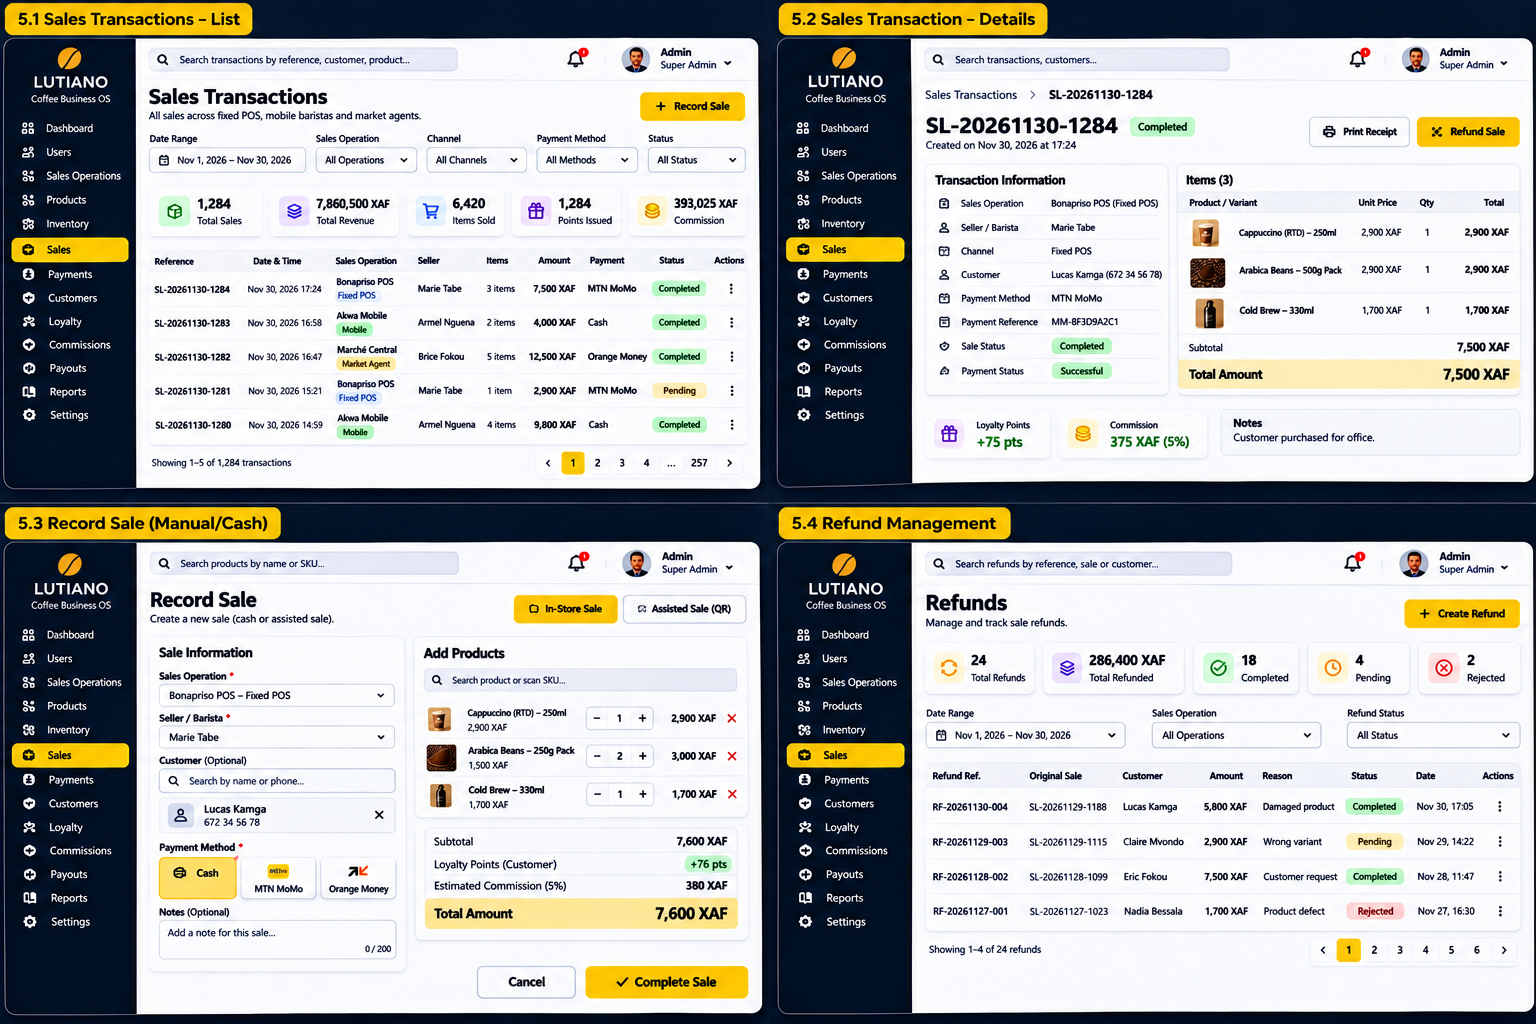 5.1 Sales Transactions – List
LUTIANO
Coffee Business OS
Dashboard
Users
Sales Operations
Products
Inventory
Sales
Payments
Customers
Loyalty
Commissions
Payouts
Reports
Settings
Search transactions by reference, customer, product...
Admin
Super Admin
Sales Transactions
All sales across fixed POS, mobile baristas and market agents.
+ Record Sale
Date Range Sales Operation Channel Payment Method Status
Nov 1, 2026 – Nov 30, 2026 All Operations All Channels All Methods All Status
1,284 7,860,500 XAF 6,420 1,284 393,025 XAF
Total Sales Total Revenue Items Sold Points Issued Commission
Reference Date & Time Sales Operation Seller Items Amount Payment Status Actions
SL-20261130-1284 Nov 30, 2026 17:24 Bonapriso POS Fixed POS Marie Tabe 3 items 7,500 XAF MTN MoMo Completed
SL-20261130-1283 Nov 30, 2026 16:58 Akwa Mobile Mobile Armel Nguena 2 items 4,000 XAF Cash Completed
SL-20261130-1282 Nov 30, 2026 16:47 Marché Central Market Agent Brice Fokou 5 items 12,500 XAF Orange Money Completed
SL-20261130-1281 Nov 30, 2026 15:21 Bonapriso POS Fixed POS Marie Tabe 1 item 2,900 XAF MTN MoMo Pending
SL-20261130-1280 Nov 30, 2026 14:59 Akwa Mobile Mobile Armel Nguena 4 items 9,800 XAF Cash Completed
Showing 1–5 of 1,284 transactions
‹ 1 2 3 4 ... 257 ›
5.2 Sales Transaction – Details
LUTIANO
Coffee Business OS
Dashboard
Users
Sales Operations
Products
Inventory
Sales
Payments
Customers
Loyalty
Commissions
Payouts
Reports
Settings
Search transactions, customers...
Admin
Super Admin
Sales Transactions > SL-20261130-1284
SL-20261130-1284 Completed
Created on Nov 30, 2026 at 17:24
Print Receipt
Refund Sale
Transaction Information
Sales Operation Bonapriso POS (Fixed POS)
Seller / Barista Marie Tabe
Channel Fixed POS
Customer Lucas Kamga (672 34 56 78)
Payment Method MTN MoMo
Payment Reference MM-8F3D9A2C1
Sale Status Completed
Payment Status Successful
Items (3)
Product / Variant Unit Price Qty Total
Cappuccino (RTD) – 250ml 2,900 XAF 1 2,900 XAF
Arabica Beans – 500g Pack 2,900 XAF 1 2,900 XAF
Cold Brew – 330ml 1,700 XAF 1 1,700 XAF
Subtotal 7,500 XAF
Total Amount 7,500 XAF
Loyalty Points
+75 pts
Commission
375 XAF (5%)
Notes
Customer purchased for office.
5.3 Record Sale (Manual/Cash)
LUTIANO
Coffee Business OS
Dashboard
Users
Sales Operations
Products
Inventory
Sales
Payments
Customers
Loyalty
Commissions
Payouts
Reports
Settings
Search products by name or SKU...
Admin
Super Admin
Record Sale
Create a new sale (cash or assisted sale).
In-Store Sale
Assisted Sale (QR)
Sale Information
Sales Operation *
Bonapriso POS – Fixed POS
Seller / Barista *
Marie Tabe
Customer (Optional)
Search by name or phone...
Lucas Kamga
672 34 56 78
Payment Method *
Cash
MTN MoMo
Orange Money
Notes (Optional)
Add a note for this sale...
0 / 200
Add Products
Search product or scan SKU...
Cappuccino (RTD) – 250ml
2,900 XAF
− 1 + 2,900 XAF
Arabica Beans – 250g Pack
1,500 XAF
− 2 + 3,000 XAF
Cold Brew – 330ml
1,700 XAF
− 1 + 1,700 XAF
Subtotal 7,600 XAF
Loyalty Points (Customer) +76 pts
Estimated Commission (5%) 380 XAF
Total Amount 7,600 XAF
Cancel
Complete Sale
5.4 Refund Management
LUTIANO
Coffee Business OS
Dashboard
Users
Sales Operations
Products
Inventory
Sales
Payments
Customers
Loyalty
Commissions
Payouts
Reports
Settings
Search refunds by reference, sale or customer...
Admin
Super Admin
Refunds
Manage and track sale refunds.
+ Create Refund
24 286,400 XAF 18 4 2
Total Refunds Total Refunded Completed Pending Rejected
Date Range Sales Operation Refund Status
Nov 1, 2026 – Nov 30, 2026 All Operations All Status
Refund Ref. Original Sale Customer Amount Reason Status Date Actions
RF-20261130-004 SL-20261129-1188 Lucas Kamga 5,800 XAF Damaged product Completed Nov 30, 17:05
RF-20261129-003 SL-20261129-1115 Claire Mvondo 2,900 XAF Wrong variant Pending Nov 29, 14:22
RF-20261128-002 SL-20261128-1099 Eric Fokou 7,500 XAF Customer request Completed Nov 28, 11:47
RF-20261127-001 SL-20261127-1023 Nadia Bessala 1,700 XAF Product defect Rejected Nov 27, 16:30
Showing 1–4 of 24 refunds
‹ 1 2 3 4 5 6 ›